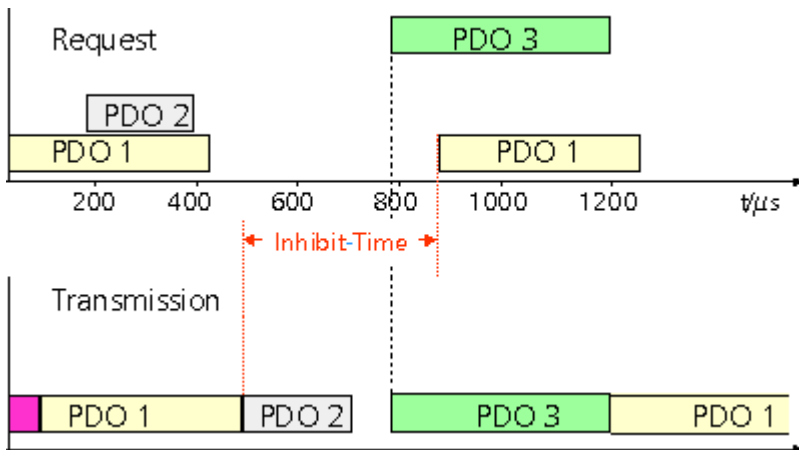 Request
PDO 3
PDO 2
PDO 1
PDO 1
200 400 600 800 1000 1200 t/µs
Inhibit-Time
Transmission
PDO 1 PDO 2 PDO 3 PDO 1